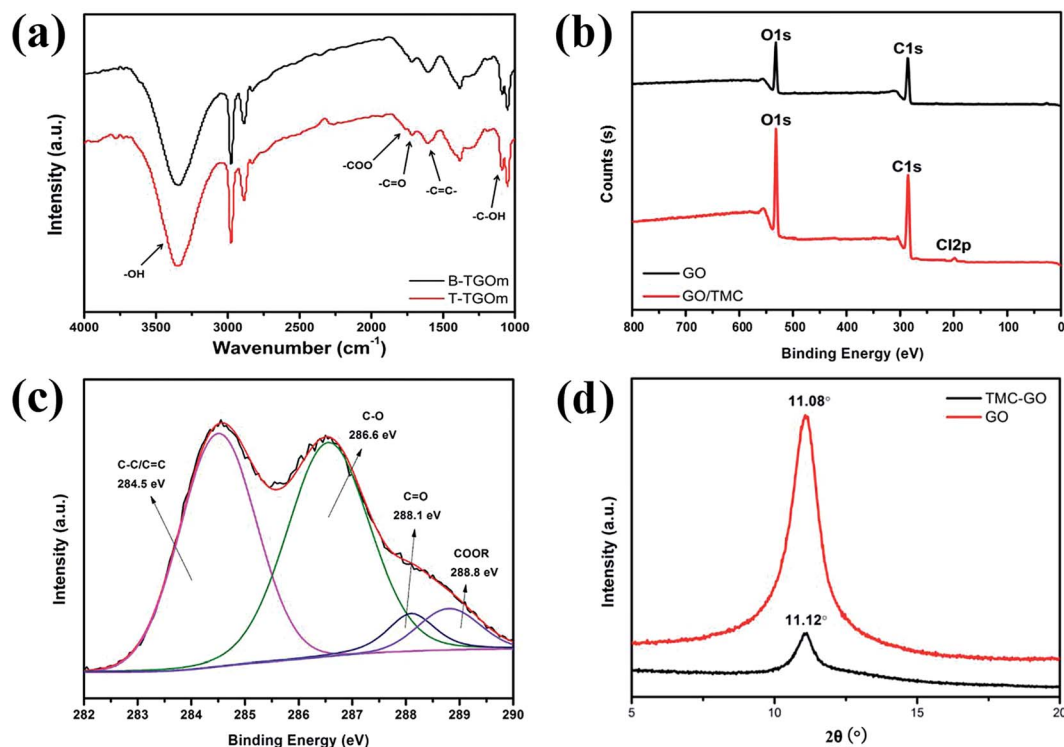 (a)
Intensity (a.u.)
-COO
-C=O
-C=C-
-C-OH
-OH
B-TGOm
T-TGOm
4000 3500 3000 2500 2000 1500 1000
Wavenumber (cm⁻¹)
(b)
Counts (s)
O1s
C1s
O1s
C1s
Cl2p
GO
GO/TMC
800 700 600 500 400 300 200 100 0
Binding Energy (eV)
(c)
Intensity (a.u.)
C-C/C=C
284.5 eV
C-O
286.6 eV
C=O
288.1 eV
COOR
288.8 eV
282 283 284 285 286 287 288 289 290
Binding Energy (eV)
(d)
Intensity (a.u.)
11.08°
TMC-GO
GO
11.12°
5 10 15 20
2θ (°)